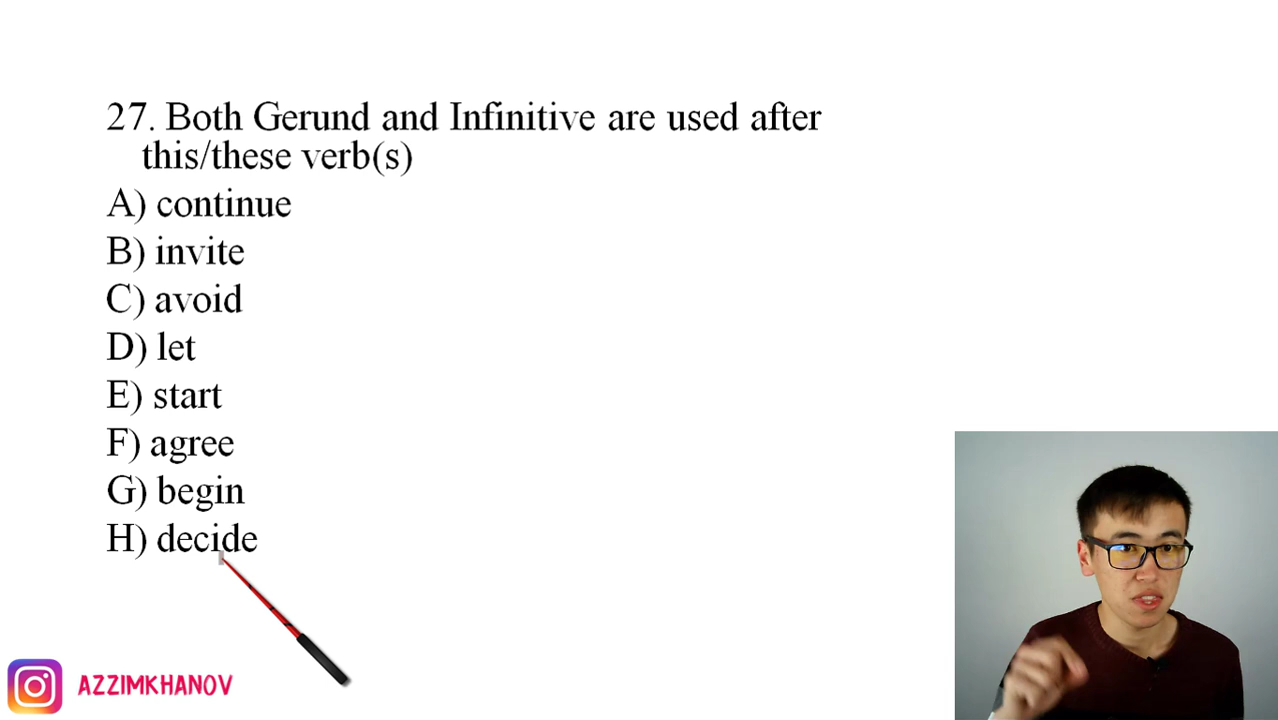 27. Both Gerund and Infinitive are used after
this/these verb(s)
A) continue
B) invite
C) avoid
D) let
E) start
F) agree
G) begin
H) decide
AZZIMKHANOV